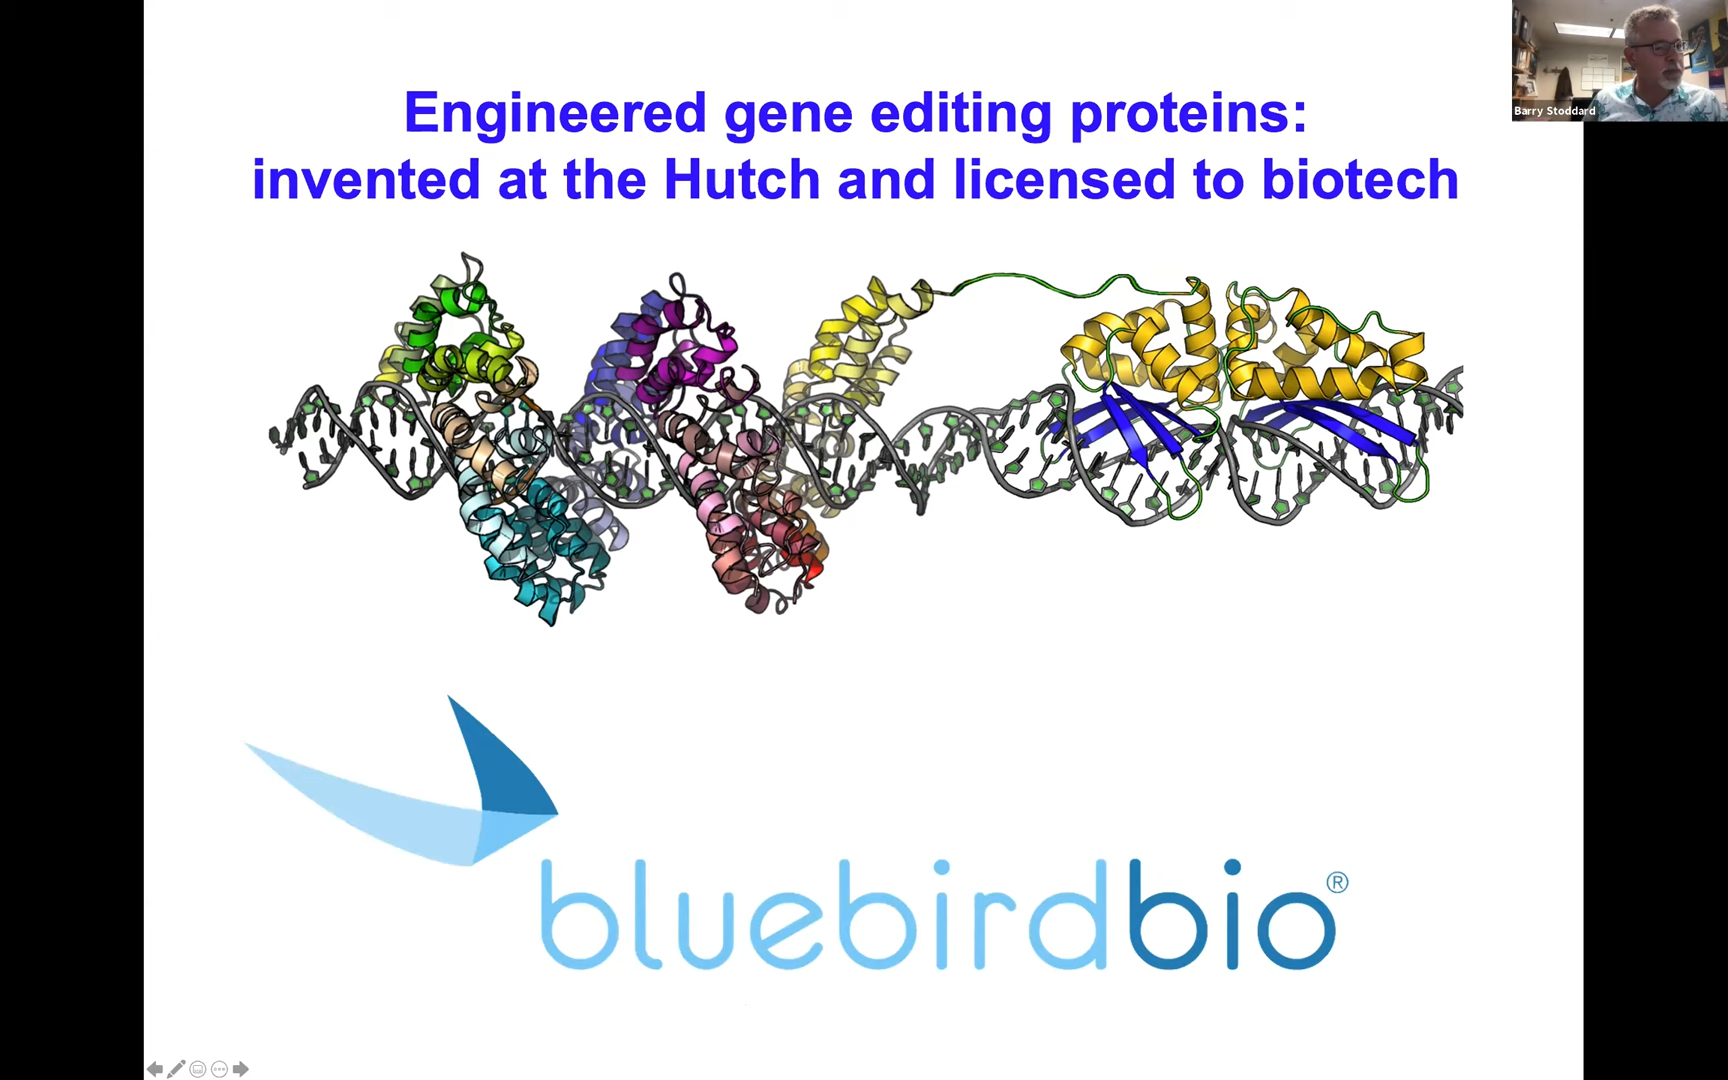 Engineered gene editing proteins:
invented at the Hutch and licensed to biotech
Barry Stoddard
bluebirdbio®